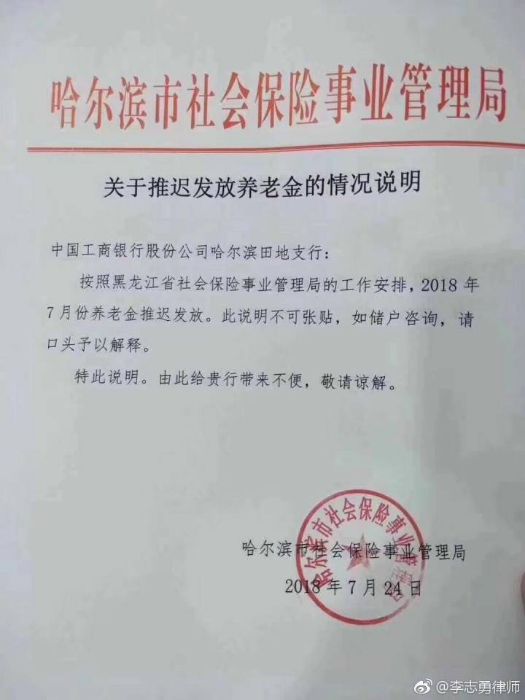 哈尔滨市社会保险事业管理局
关于推迟发放养老金的情况说明
中国工商银行股份公司哈尔滨田地支行：
按照黑龙江省社会保险事业管理局的工作安排，2018 年
7 月份养老金推迟发放。此说明不可张贴，如储户咨询，请
口头予以解释。
特此说明。由此给贵行带来不便，敬请谅解。
哈尔滨市社会保险事业管理局
哈尔滨市社会保险事业管理局
2018 年 7 月 24 日
@李志勇律师